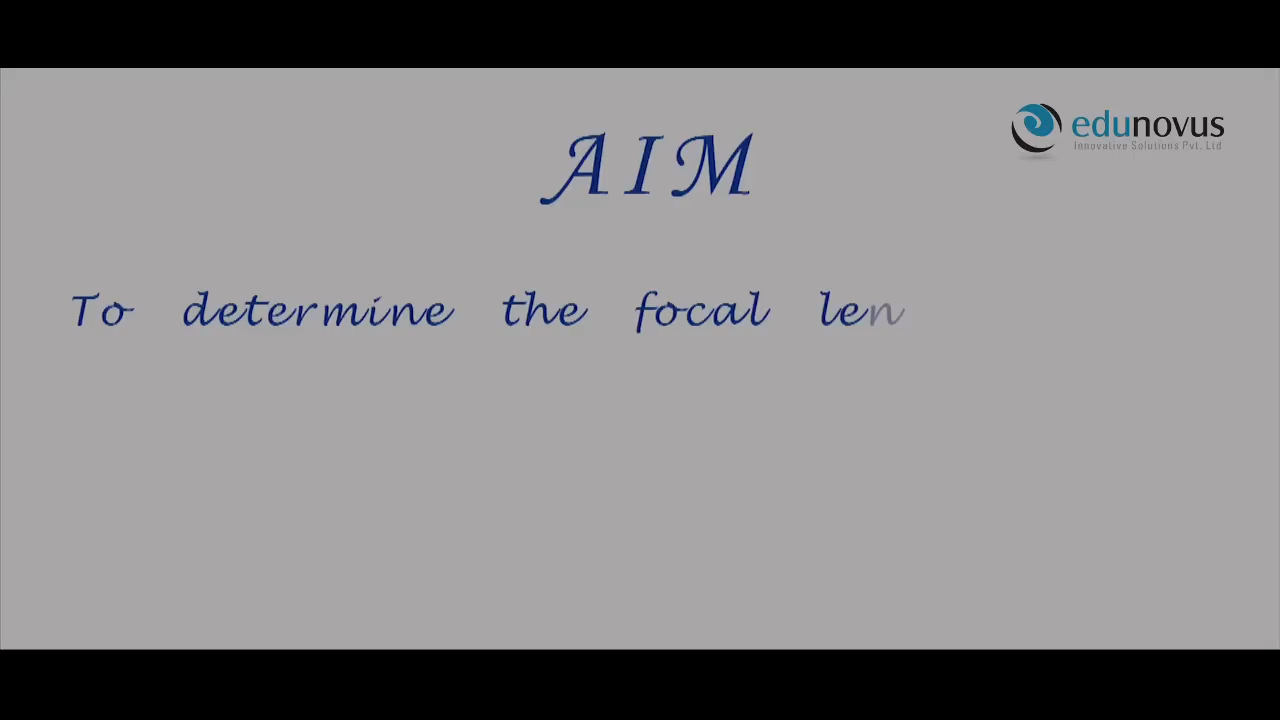 AIM
edunovus
Innovative Solutions Pvt. Ltd
To determine the focal len